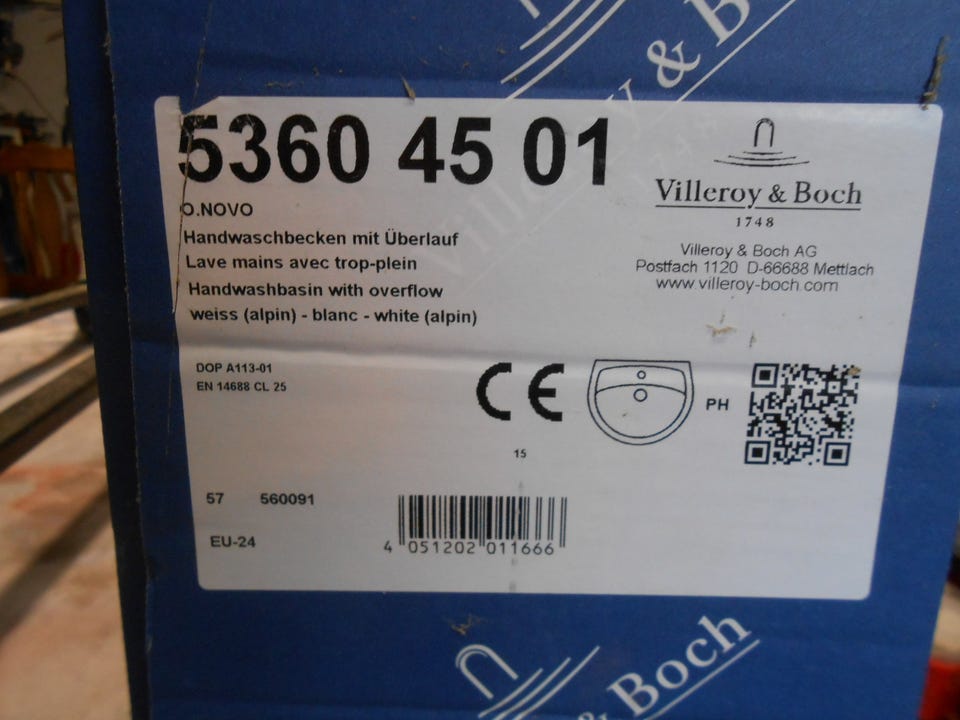 & B
5360 45 01
O.NOVO
Handwaschbecken mit Überlauf
Lave mains avec trop-plein
Handwashbasin with overflow
weiss (alpin) - blanc - white (alpin)
Villeroy & Boch
1748
Villeroy & Boch AG
Postfach 1120 D-66688 Mettlach
www.villeroy-boch.com
DOP A113-01
EN 14688 CL 25
CE
15
PH
57 560091
EU-24
4 051202 011666
& Boch